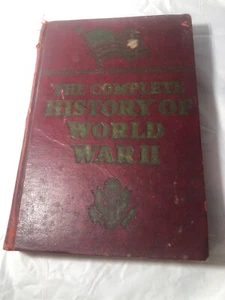 THE COMPLETE
HISTORY OF
WORLD
WAR II